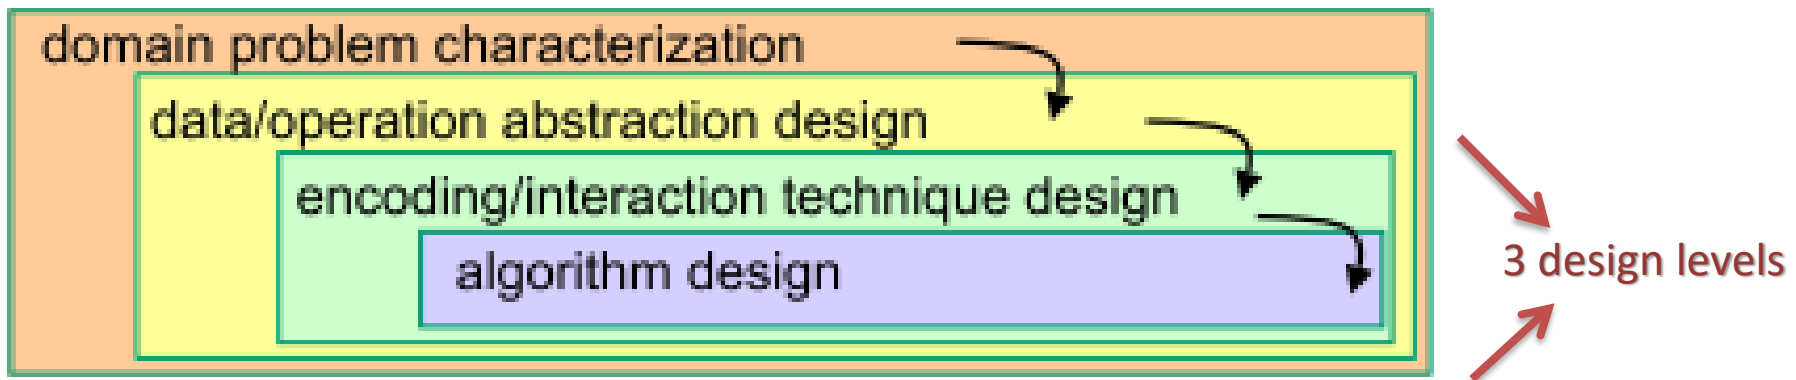 domain problem characterization
data/operation abstraction design
encoding/interaction technique design
algorithm design
3 design levels